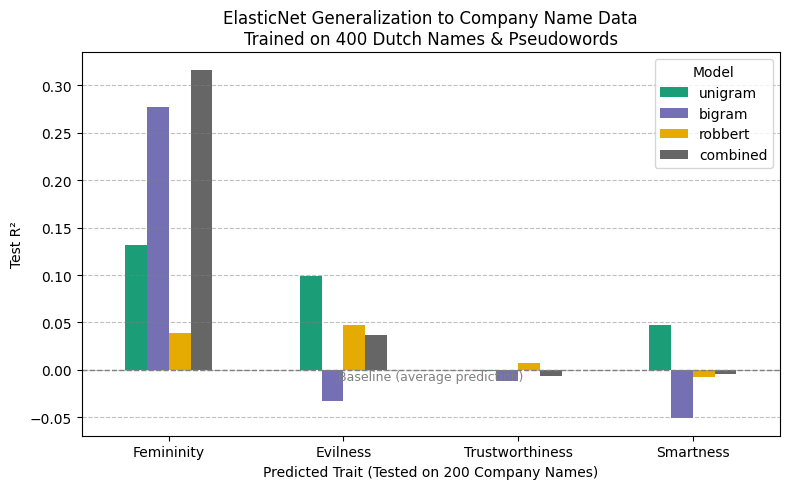 ElasticNet Generalization to Company Name Data
Trained on 400 Dutch Names & Pseudowords
Model
unigram
bigram
robbert
combined
Test R²
0.30
0.25
0.20
0.15
0.10
0.05
0.00
−0.05
Baseline (average prediction)
Femininity
Evilness
Trustworthiness
Smartness
Predicted Trait (Tested on 200 Company Names)